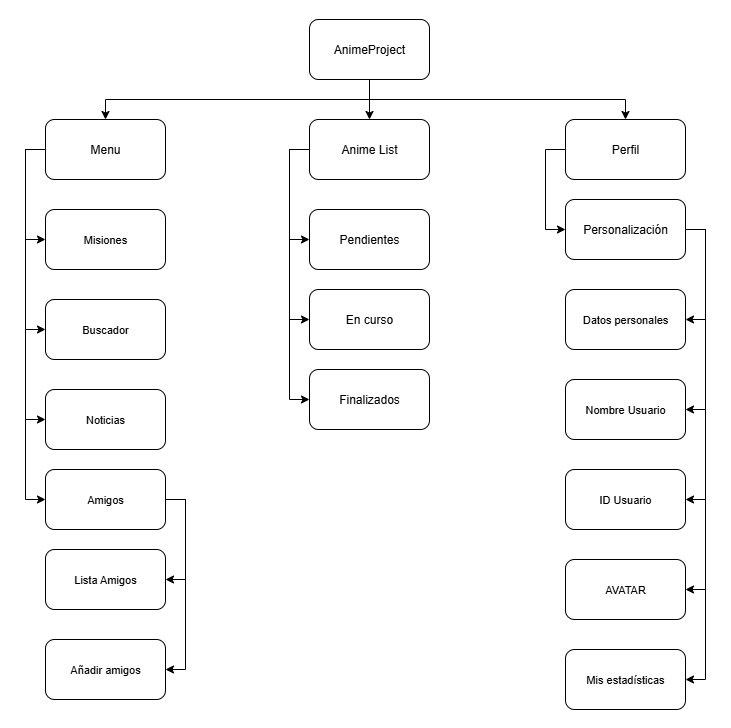 AnimeProject
Menu
Anime List
Perfil
Misiones
Pendientes
Personalización
Buscador
En curso
Datos personales
Noticias
Finalizados
Nombre Usuario
Amigos
ID Usuario
Lista Amigos
AVATAR
Añadir amigos
Mis estadísticas